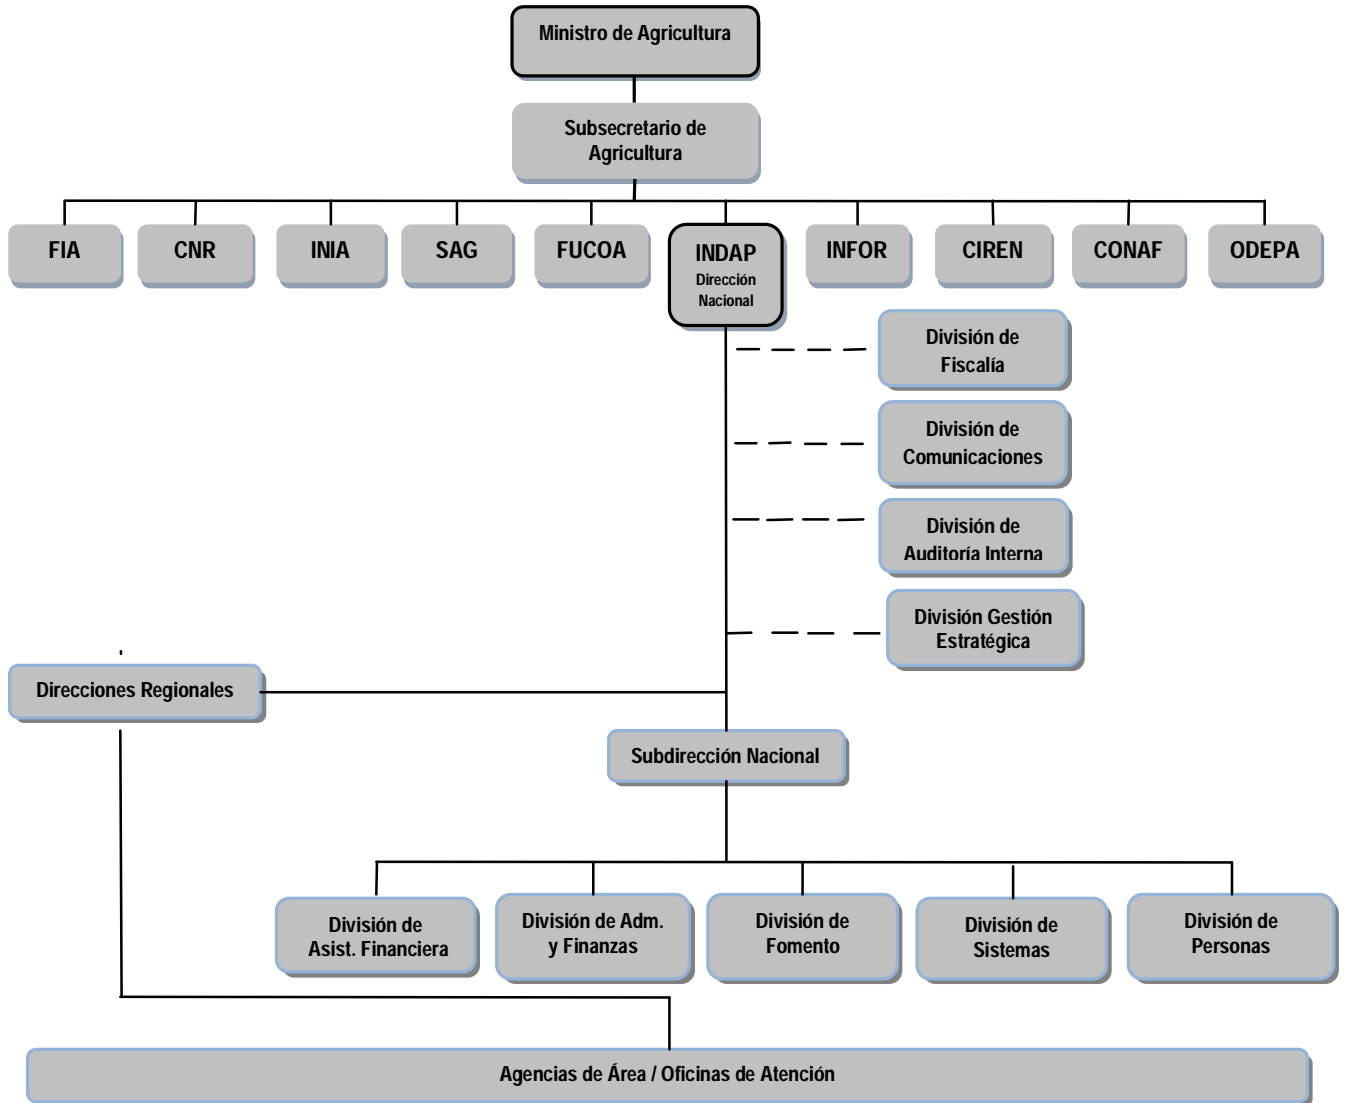 Ministro de Agricultura
Subsecretario de
Agricultura
FIA
CNR
INIA
SAG
FUCOA
INDAP
Dirección
Nacional
INFOR
CIREN
CONAF
ODEPA
División de
Fiscalía
División de
Comunicaciones
División de
Auditoría Interna
División Gestión
Estratégica
Direcciones Regionales
Subdirección Nacional
División de
Asist. Financiera
División de Adm.
y Finanzas
División de
Fomento
División de
Sistemas
División de
Personas
Agencias de Área / Oficinas de Atención